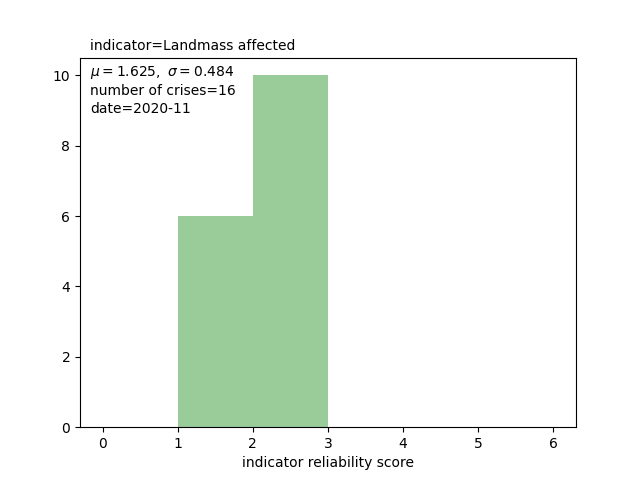 indicator=Landmass affected
μ = 1.625, σ = 0.484
number of crises=16
date=2020-11
10
8
6
4
2
0
0 1 2 3 4 5 6
indicator reliability score